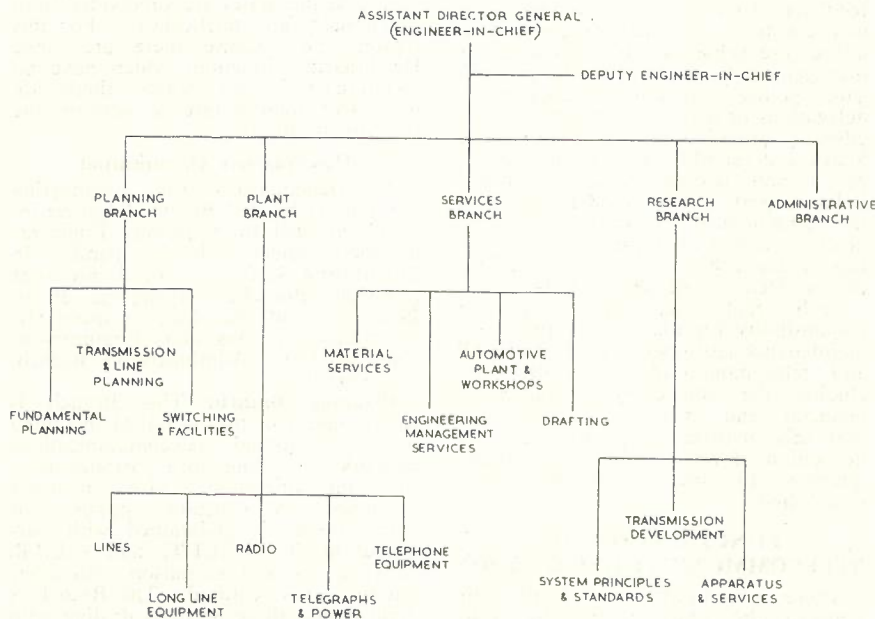 ASSISTANT DIRECTOR GENERAL.
(ENGINEER-IN-CHIEF)
DEPUTY ENGINEER-IN-CHIEF
PLANNING
BRANCH
PLANT
BRANCH
SERVICES
BRANCH
RESEARCH
BRANCH
ADMINISTRATIVE
BRANCH
TRANSMISSION
& LINE
PLANNING
FUNDAMENTAL
PLANNING
SWITCHING
& FACILITIES
MATERIAL
SERVICES
AUTOMOTIVE
PLANT &
WORKSHOPS
ENGINEERING
MANAGEMENT
SERVICES
DRAFTING
LINES
RADIO
TELEPHONE
EQUIPMENT
LONG LINE
EQUIPMENT
TELEGRAPHS
& POWER
TRANSMISSION
DEVELOPMENT
SYSTEM PRINCIPLES
& STANDARDS
APPARATUS
& SERVICES